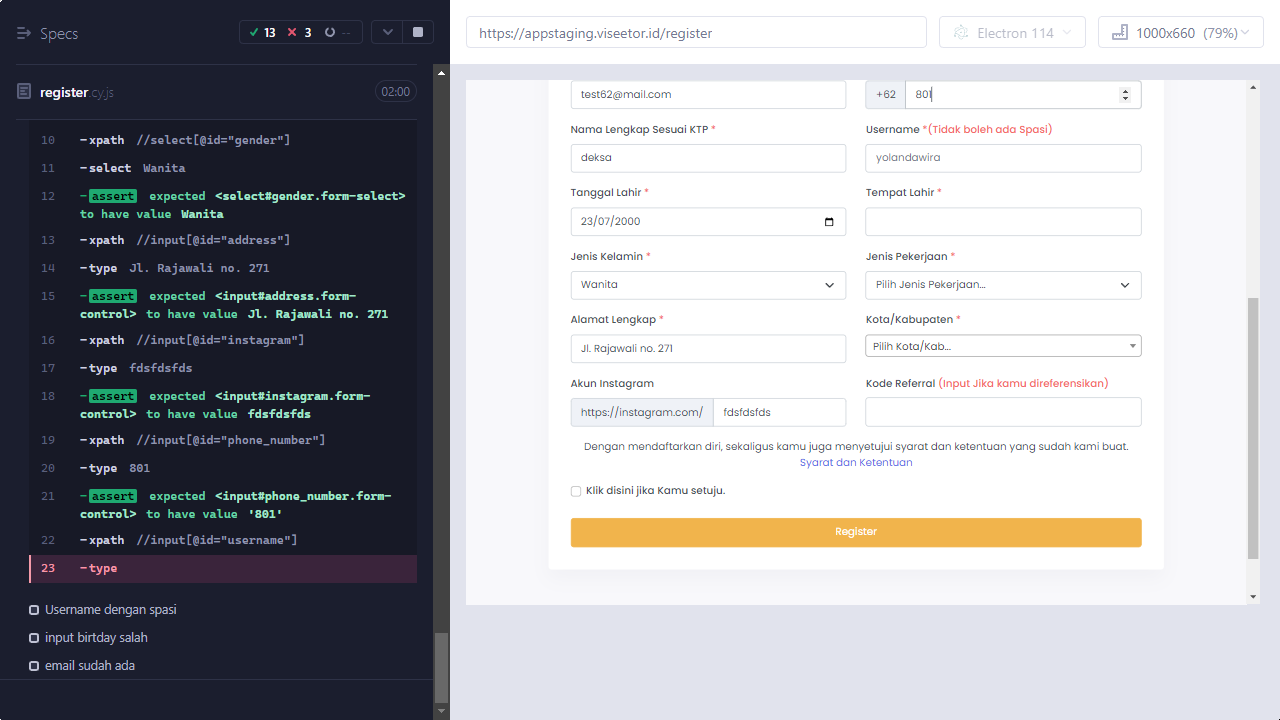 Specs
13
3
--
register.cy.js
02:00
10 -xpath //select[@id="gender"]
11 -select Wanita
12 -assert expected <select#gender.form-select>
to have value Wanita
13 -xpath //input[@id="address"]
14 -type Jl. Rajawali no. 271
15 -assert expected <input#address.form-
control> to have value Jl. Rajawali no. 271
16 -xpath //input[@id="instagram"]
17 -type fdsfdsfds
18 -assert expected <input#instagram.form-
control> to have value fdsfdsfds
19 -xpath //input[@id="phone_number"]
20 -type 801
21 -assert expected <input#phone_number.form-
control> to have value '801'
22 -xpath //input[@id="username"]
23 -type
Username dengan spasi
input birtday salah
email sudah ada
https://appstaging.viseetor.id/register
Electron 114
1000x660 (79%)
test62@mail.com
+62 801
Nama Lengkap Sesuai KTP *
Username *(Tidak boleh ada Spasi)
deksa
yolandawira
Tanggal Lahir *
Tempat Lahir *
23/07/2000
Jenis Kelamin *
Jenis Pekerjaan *
Wanita
Pilih Jenis Pekerjaan...
Alamat Lengkap *
Kota/Kabupaten *
Jl. Rajawali no. 271
Pilih Kota/Kab...
Akun Instagram
Kode Referral (Input Jika kamu direferensikan)
https://instagram.com/ fdsfdsfds
Dengan mendaftarkan diri, sekaligus kamu juga menyetujui syarat dan ketentuan yang sudah kami buat.
Syarat dan Ketentuan
Klik disini jika Kamu setuju.
Register